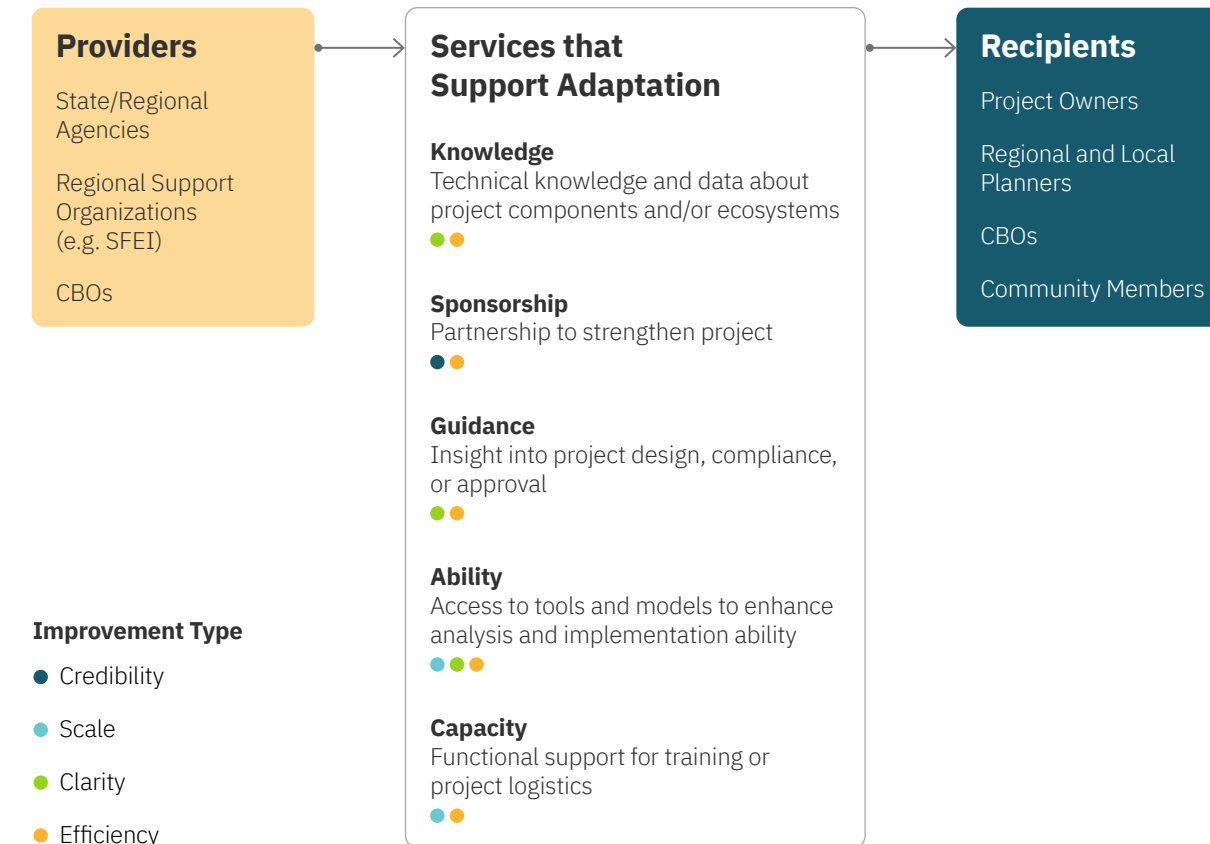 Providers
State/Regional
Agencies
Regional Support
Organizations
(e.g. SFEI)
CBOs
Services that
Support Adaptation
Knowledge
Technical knowledge and data about
project components and/or ecosystems
Sponsorship
Partnership to strengthen project
Guidance
Insight into project design, compliance,
or approval
Ability
Access to tools and models to enhance
analysis and implementation ability
Capacity
Functional support for training or
project logistics
Recipients
Project Owners
Regional and Local
Planners
CBOs
Community Members
Improvement Type
Credibility
Scale
Clarity
Efficiency